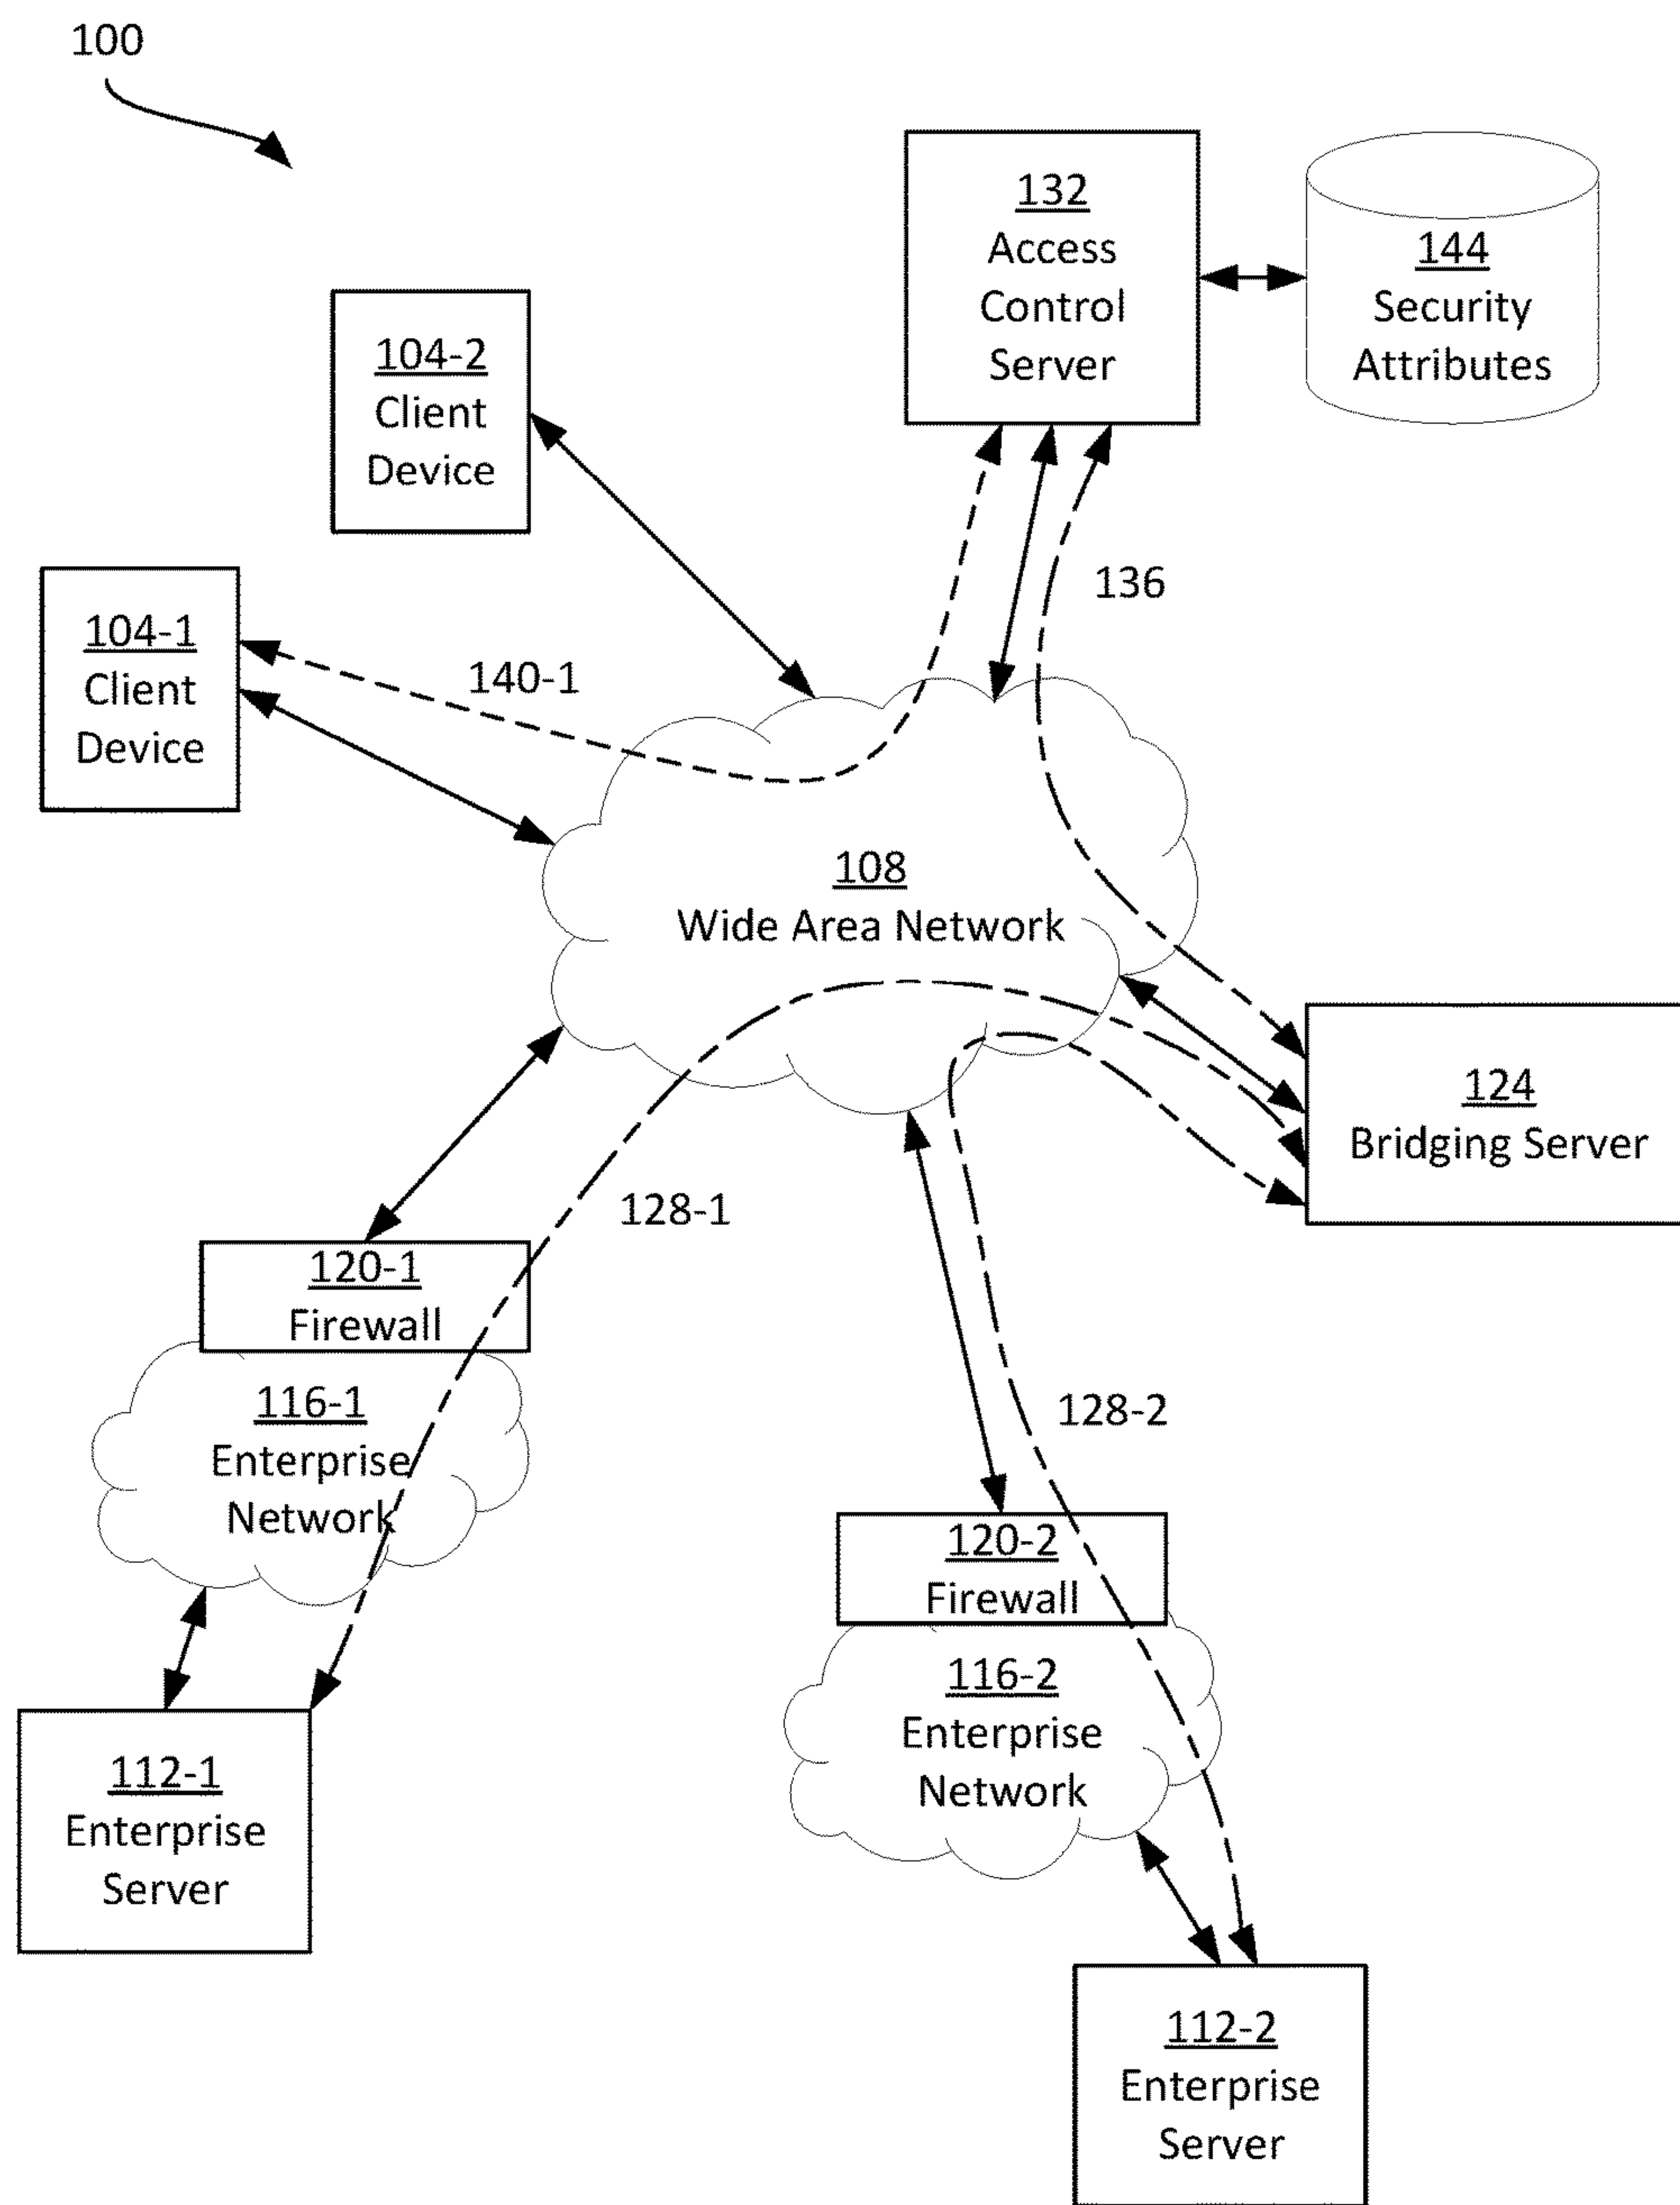 100
132
Access
Control
Server
144
Security
Attributes
104-2
Client
Device
136
104-1
Client
Device
140-1
108
Wide Area Network
124
Bridging Server
128-1
120-1
Firewall
116-1
Enterprise
Network
128-2
120-2
Firewall
116-2
Enterprise
Network
112-1
Enterprise
Server
112-2
Enterprise
Server